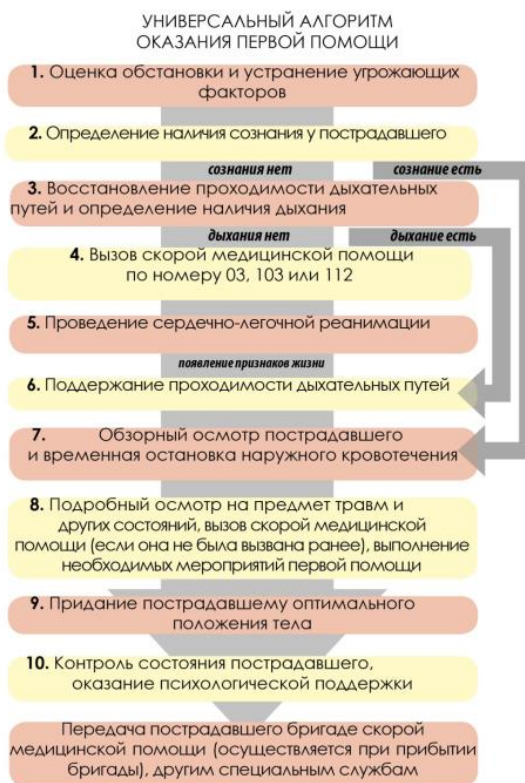 УНИВЕРСАЛЬНЫЙ АЛГОРИТМ
ОКАЗАНИЯ ПЕРВОЙ ПОМОЩИ
1. Оценка обстановки и устранение угрожающих
факторов
2. Определение наличия сознания у пострадавшего
сознания нет
сознание есть
3. Восстановление проходимости дыхательных
путей и определение наличия дыхания
дыхания нет
дыхание есть
4. Вызов скорой медицинской помощи
по номеру 03, 103 или 112
5. Проведение сердечно-легочной реанимации
появление признаков жизни
6. Поддержание проходимости дыхательных путей
7. Обзорный осмотр пострадавшего
и временная остановка наружного кровотечения
8. Подробный осмотр на предмет травм и
других состояний, вызов скорой медицинской
помощи (если она не была вызвана ранее), выполнение
необходимых мероприятий первой помощи
9. Придание пострадавшему оптимального
положения тела
10. Контроль состояния пострадавшего,
оказание психологической поддержки
Передача пострадавшего бригаде скорой
медицинской помощи (осуществляется при прибытии
бригады), другим специальным службам